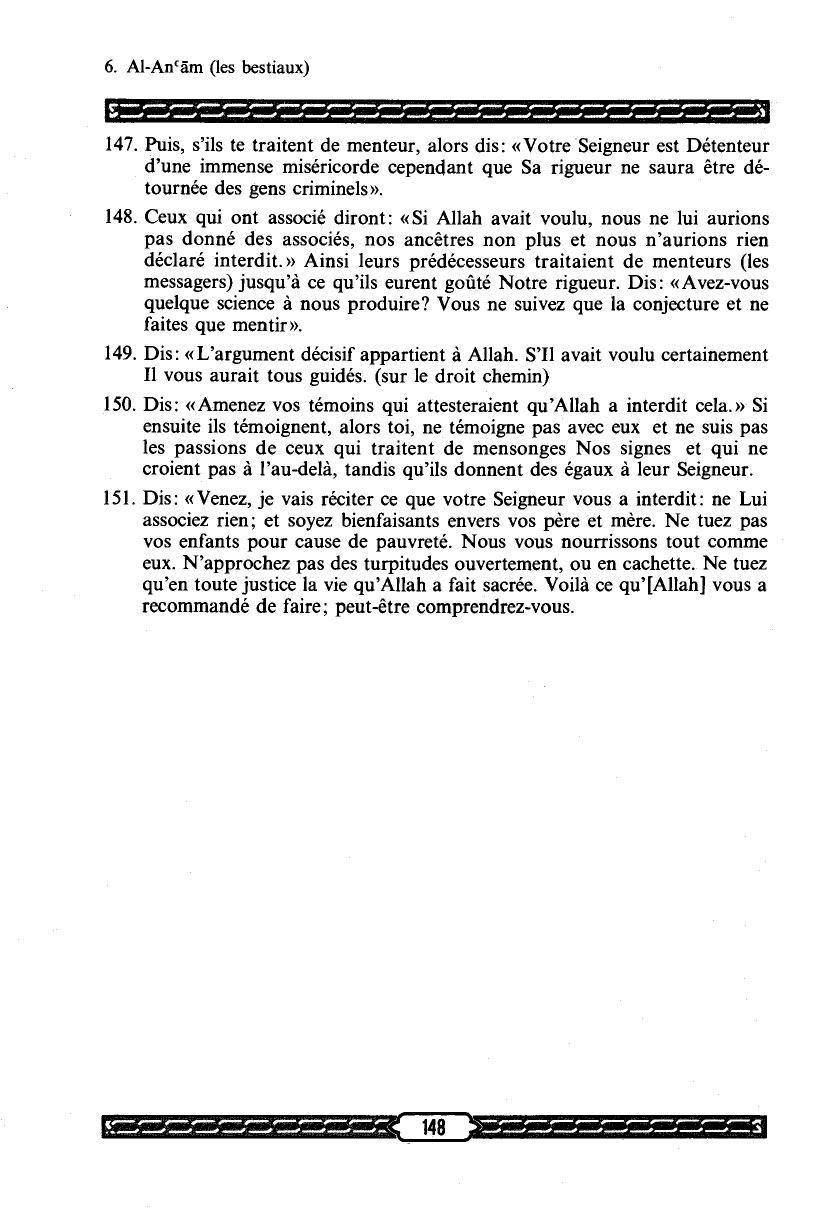 6. Al-Anʿām (les bestiaux)
147. Puis, s'ils te traitent de menteur, alors dis: «Votre Seigneur est Détenteur
d'une immense miséricorde cependant que Sa rigueur ne saura être dé-
tournée des gens criminels».
148. Ceux qui ont associé diront: «Si Allah avait voulu, nous ne lui aurions
pas donné des associés, nos ancêtres non plus et nous n'aurions rien
déclaré interdit.» Ainsi leurs prédécesseurs traitaient de menteurs (les
messagers) jusqu'à ce qu'ils eurent goûté Notre rigueur. Dis: «Avez-vous
quelque science à nous produire? Vous ne suivez que la conjecture et ne
faites que mentir».
149. Dis: «L'argument décisif appartient à Allah. S'Il avait voulu certainement
Il vous aurait tous guidés. (sur le droit chemin)
150. Dis: «Amenez vos témoins qui attesteraient qu'Allah a interdit cela.» Si
ensuite ils témoignent, alors toi, ne témoigne pas avec eux et ne suis pas
les passions de ceux qui traitent de mensonges Nos signes et qui ne
croient pas à l'au-delà, tandis qu'ils donnent des égaux à leur Seigneur.
151. Dis: «Venez, je vais réciter ce que votre Seigneur vous a interdit: ne Lui
associez rien; et soyez bienfaisants envers vos père et mère. Ne tuez pas
vos enfants pour cause de pauvreté. Nous vous nourrissons tout comme
eux. N'approchez pas des turpitudes ouvertement, ou en cachette. Ne tuez
qu'en toute justice la vie qu'Allah a fait sacrée. Voilà ce qu'[Allah] vous a
recommandé de faire; peut-être comprendrez-vous.
148